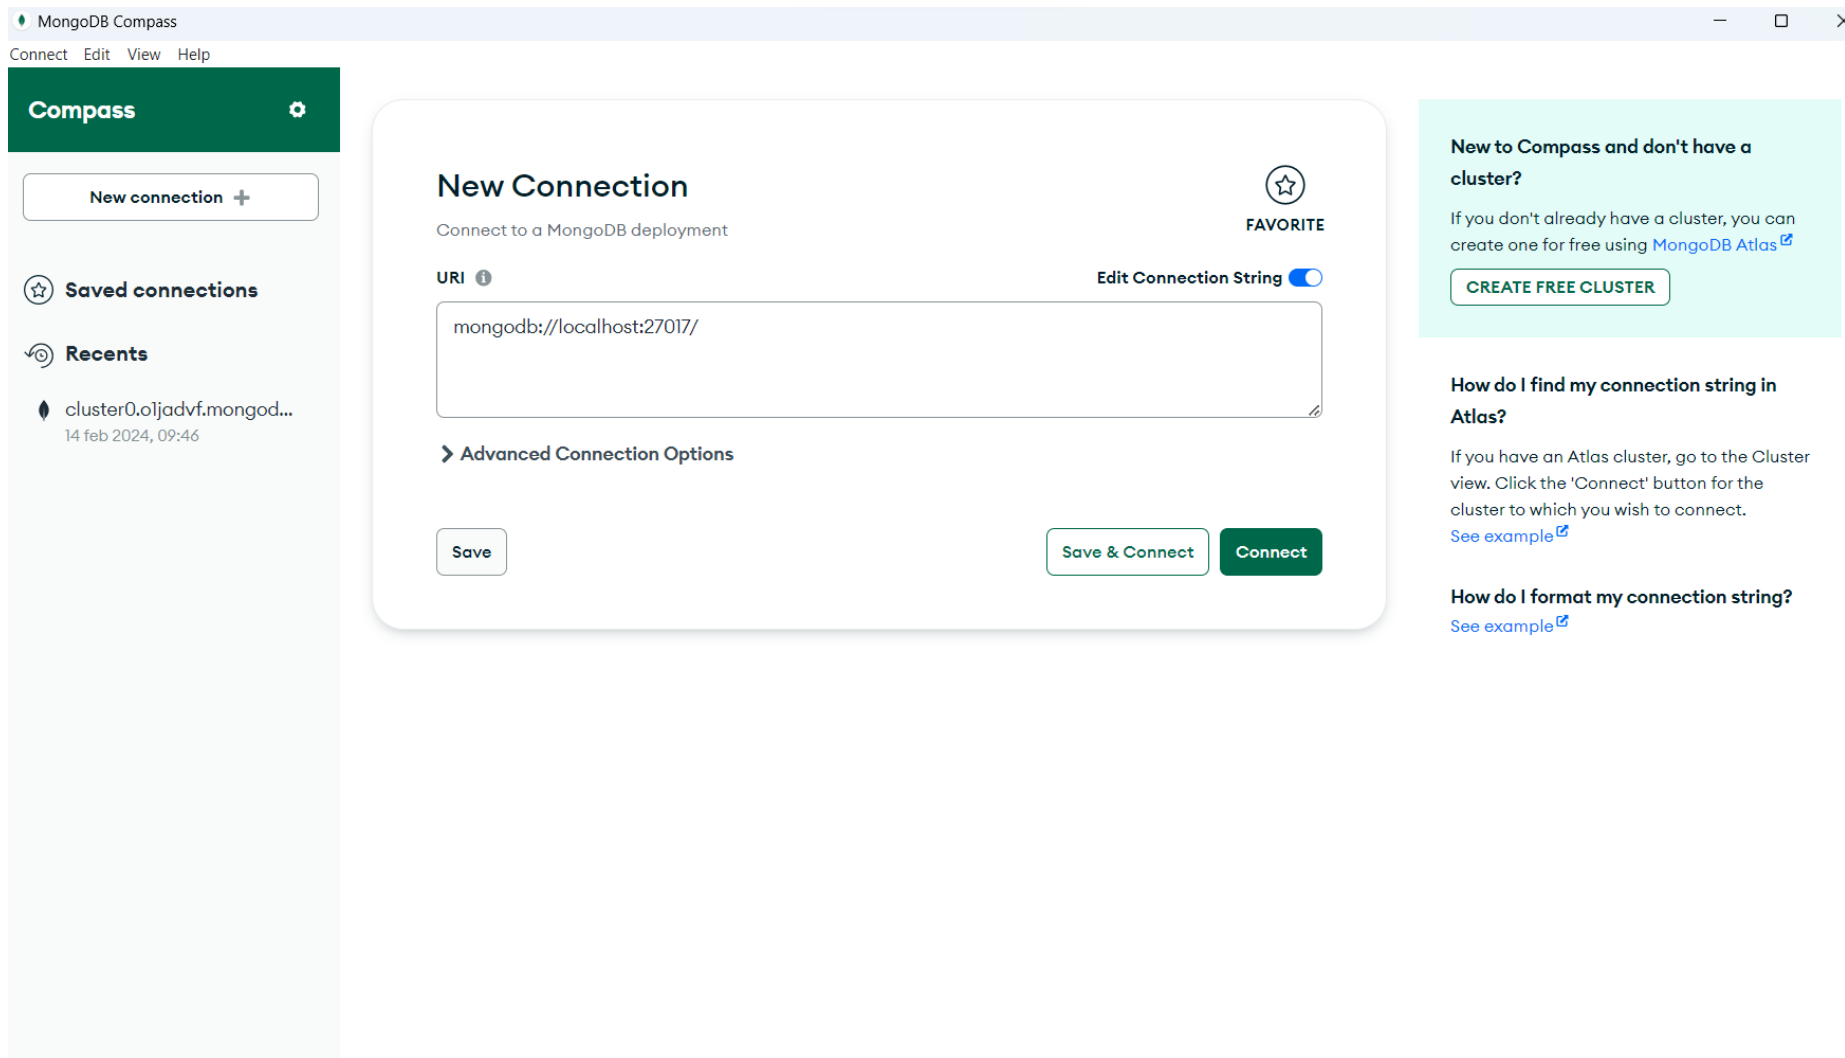 MongoDB Compass
Connect Edit View Help
Compass
New connection
Saved connections
Recents
cluster0.o1jadvf.mongod...
14 feb 2024, 09:46
New Connection
Connect to a MongoDB deployment
FAVORITE
URI
Edit Connection String
mongodb://localhost:27017/
Advanced Connection Options
Save
Save & Connect
Connect
New to Compass and don't have a
cluster?
If you don't already have a cluster, you can
create one for free using MongoDB Atlas
CREATE FREE CLUSTER
How do I find my connection string in
Atlas?
If you have an Atlas cluster, go to the Cluster
view. Click the 'Connect' button for the
cluster to which you wish to connect.
See example
How do I format my connection string?
See example